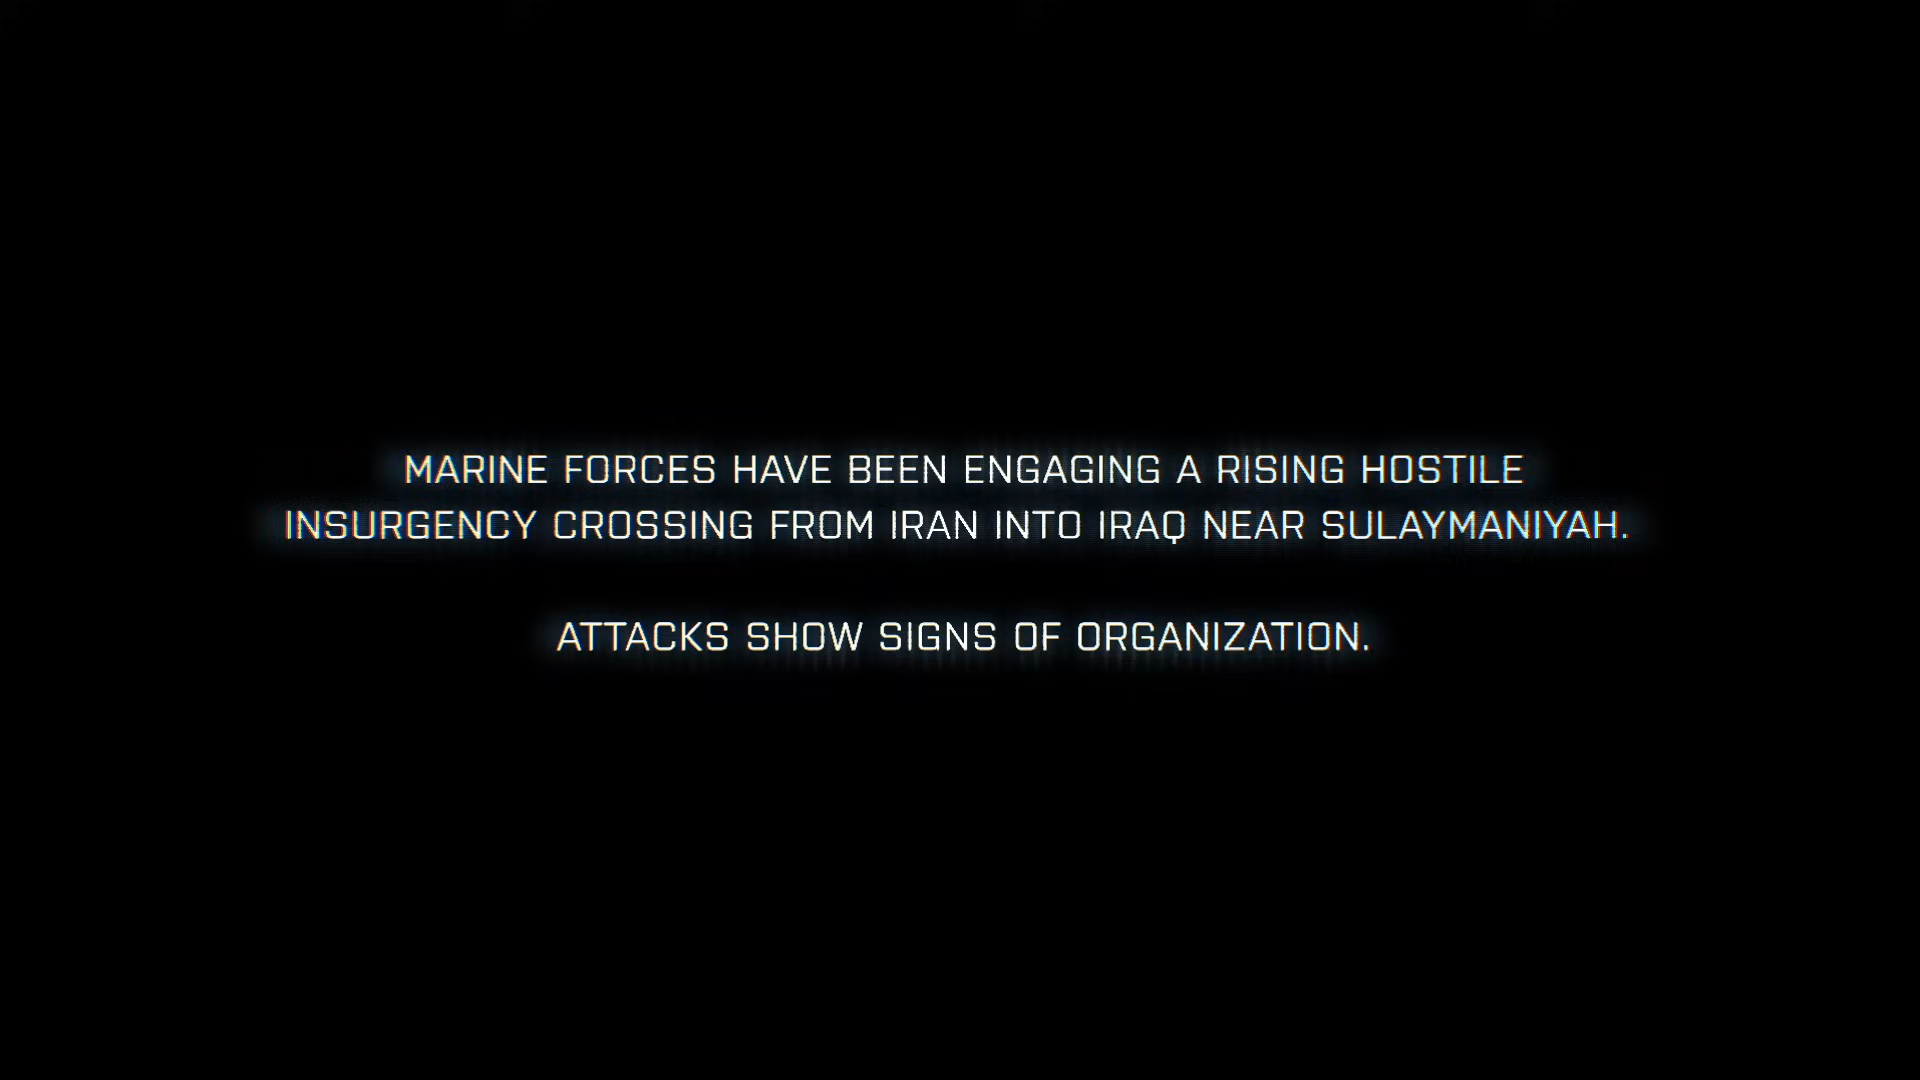 MARINE FORCES HAVE BEEN ENGAGING A RISING HOSTILE
INSURGENCY CROSSING FROM IRAN INTO IRAQ NEAR SULAYMANIYAH.
ATTACKS SHOW SIGNS OF ORGANIZATION.